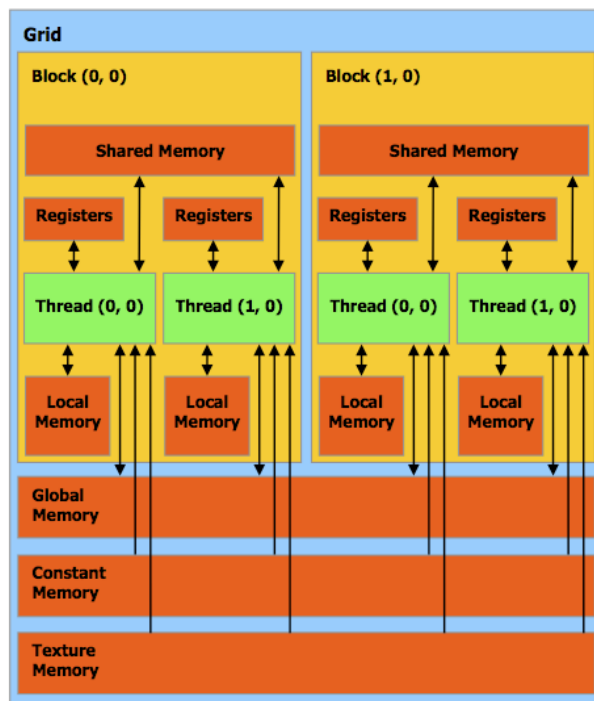 Grid
Block (0, 0)
Block (1, 0)
Shared Memory
Shared Memory
Registers
Registers
Registers
Registers
Thread (0, 0)
Thread (1, 0)
Thread (0, 0)
Thread (1, 0)
Local
Memory
Local
Memory
Local
Memory
Local
Memory
Global
Memory
Constant
Memory
Texture
Memory